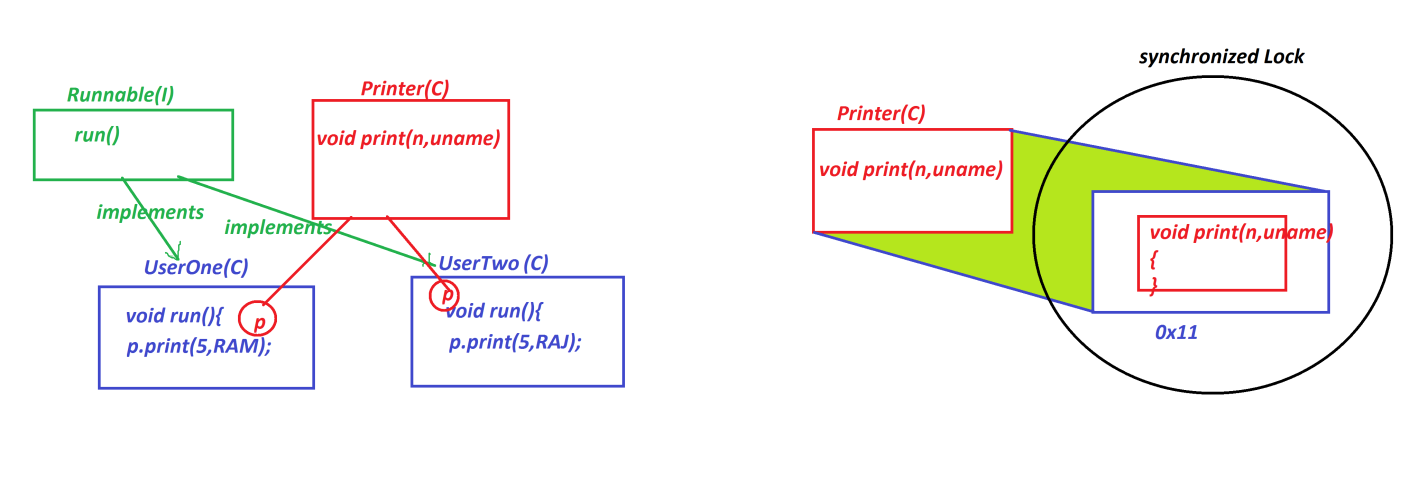 Runnable(I)
run()
implements
implements
Printer(C)
void print(n,uname)
UserOne(C)
void run(){
p
p.print(5,RAM);
UserTwo (C)
p
void run(){
p.print(5,RAJ);
synchronized Lock
Printer(C)
void print(n,uname)
void print(n,uname)
{
}
0x11